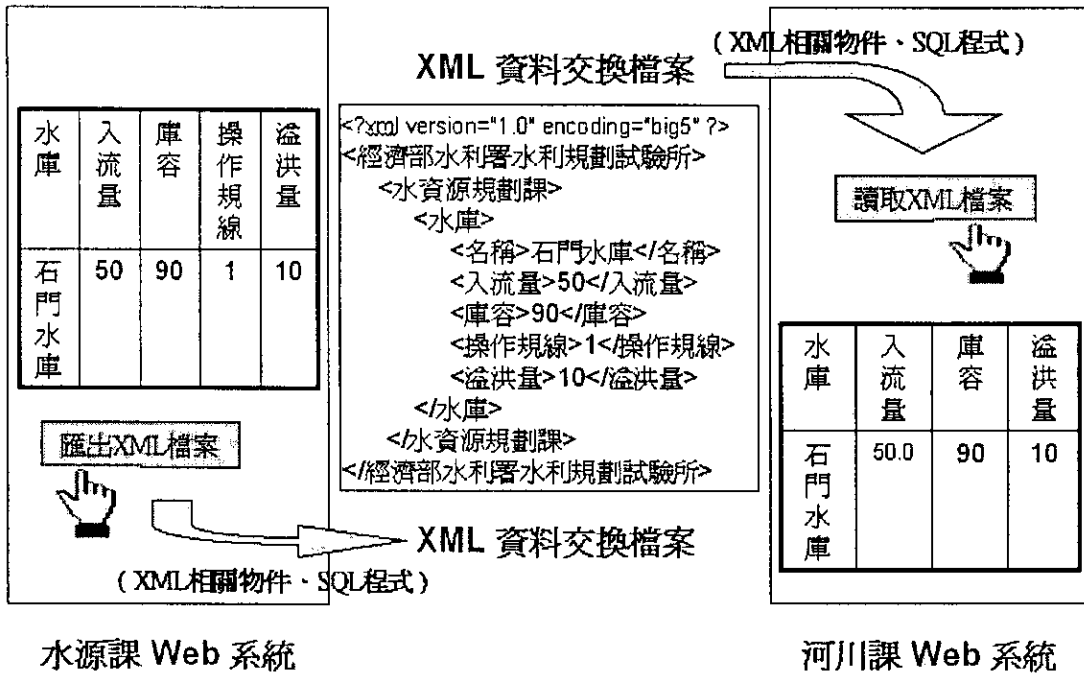 水庫 入流量 庫容 操作規線 溢洪量
石門水庫 50 90 1 10
匯出XML檔案
(XML相關物件、SQL程式)
水源課 Web 系統
XML 資料交換檔案
<?xml version="1.0" encoding="big5" ?>
<經濟部水利署水利規劃試驗所>
<水資源規劃課>
<水庫>
<名稱>石門水庫</名稱>
<入流量>50</入流量>
<庫容>90</庫容>
<操作規線>1</操作規線>
<溢洪量>10</溢洪量>
</水庫>
</水資源規劃課>
</經濟部水利署水利規劃試驗所>
XML 資料交換檔案
(XML相關物件、SQL程式)
讀取XML檔案
水庫 入流量 庫容 溢洪量
石門水庫 50.0 90 10
河川課 Web 系統